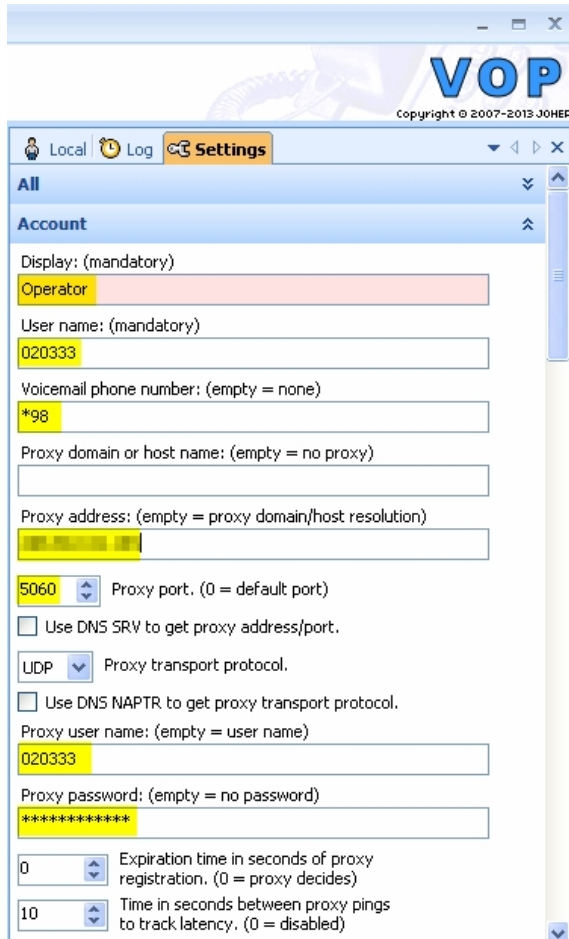 VOP
Copyright © 2007-2013 JOHER
Local Log Settings
All
Account
Display: (mandatory)
Operator
User name: (mandatory)
020333
Voicemail phone number: (empty = none)
*98
Proxy domain or host name: (empty = no proxy)
Proxy address: (empty = proxy domain/host resolution)
5060 Proxy port. (0 = default port)
Use DNS SRV to get proxy address/port.
UDP Proxy transport protocol.
Use DNS NAPTR to get proxy transport protocol.
Proxy user name: (empty = user name)
020333
Proxy password: (empty = no password)
************
0 Expiration time in seconds of proxy
registration. (0 = proxy decides)
10 Time in seconds between proxy pings
to track latency. (0 = disabled)